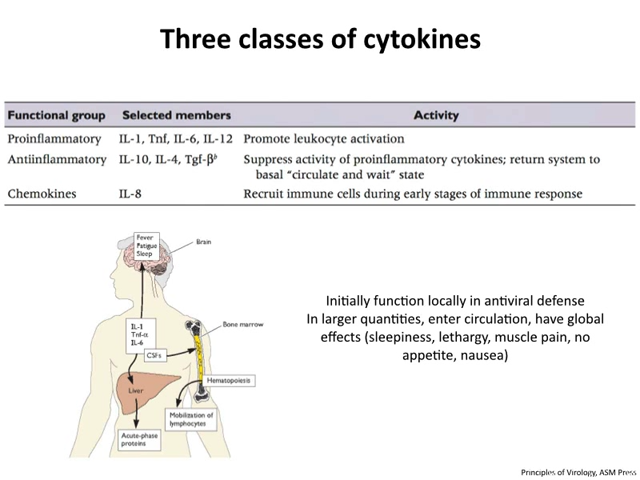 Three classes of cytokines
Functional group Selected members Activity
Proinflammatory IL-1, Tnf, IL-6, IL-12 Promote leukocyte activation
Antiinflammatory IL-10, IL-4, Tgf-βᵇ Suppress activity of proinflammatory cytokines; return system to
basal “circulate and wait” state
Chemokines IL-8 Recruit immune cells during early stages of immune response
Fever
Fatigue
Sleep
Brain
IL-1
Tnf-α
IL-6
CSFs
Bone marrow
Liver
Hematopoiesis
Mobilization of
lymphocytes
Acute-phase
proteins
Initially function locally in antiviral defense
In larger quantities, enter circulation, have global
effects (sleepiness, lethargy, muscle pain, no
appetite, nausea)
Principles of Virology, ASM Press